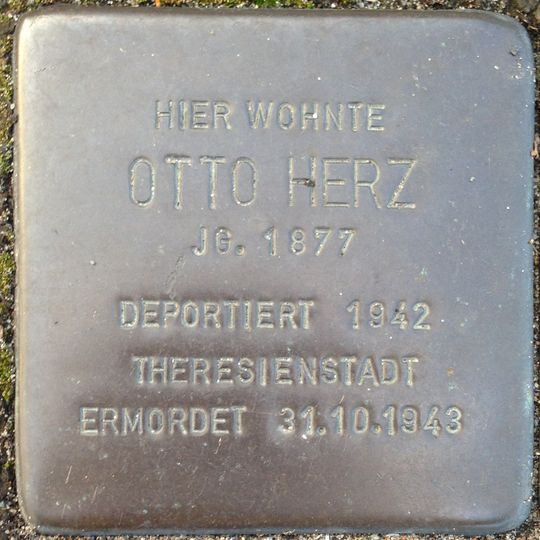 HIER WOHNTE
OTTO HERZ
JG. 1877
DEPORTIERT 1942
THERESIENSTADT
ERMORDET 31.10.1943